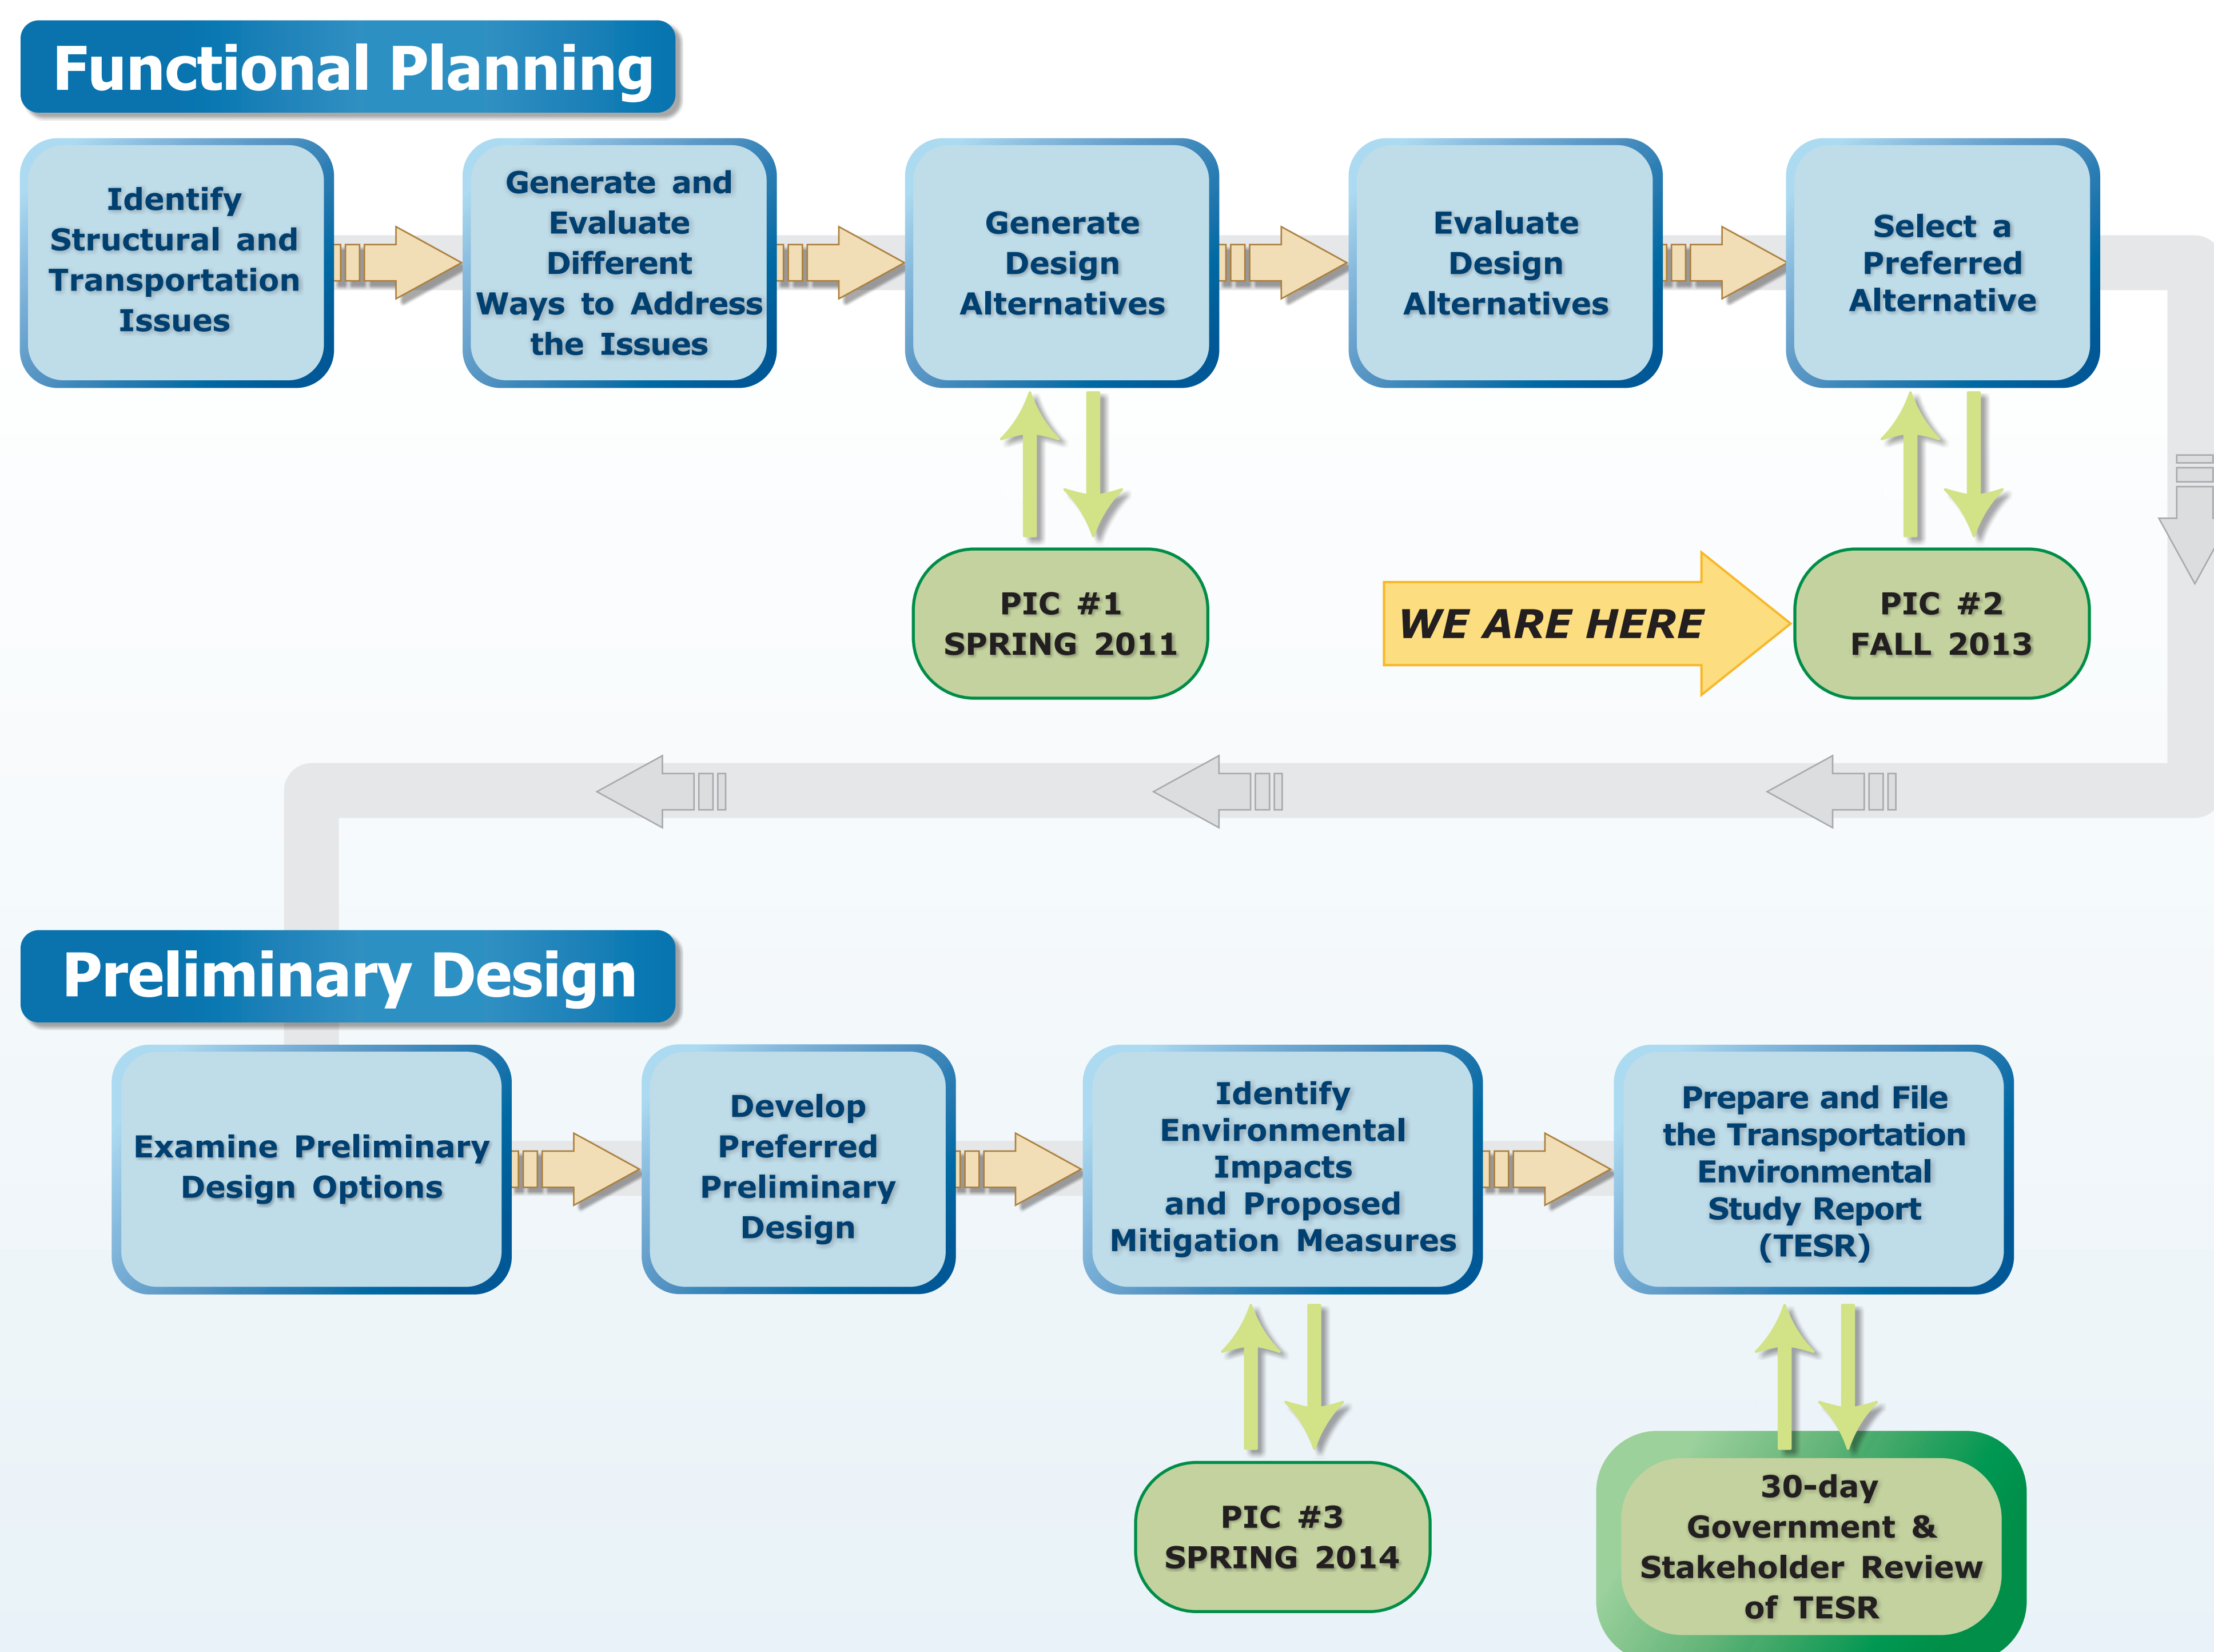 Functional Planning
Identify
Structural and
Transportation
Issues
Generate and
Evaluate
Different
Ways to Address
the Issues
Generate
Design
Alternatives
Evaluate
Design
Alternatives
Select a
Preferred
Alternative
PIC #1
SPRING 2011
WE ARE HERE
PIC #2
FALL 2013
Preliminary Design
Examine Preliminary
Design Options
Develop
Preferred
Preliminary
Design
Identify
Environmental
Impacts
and Proposed
Mitigation Measures
Prepare and File
the Transportation
Environmental
Study Report
(TESR)
PIC #3
SPRING 2014
30-day
Government &
Stakeholder Review
of TESR